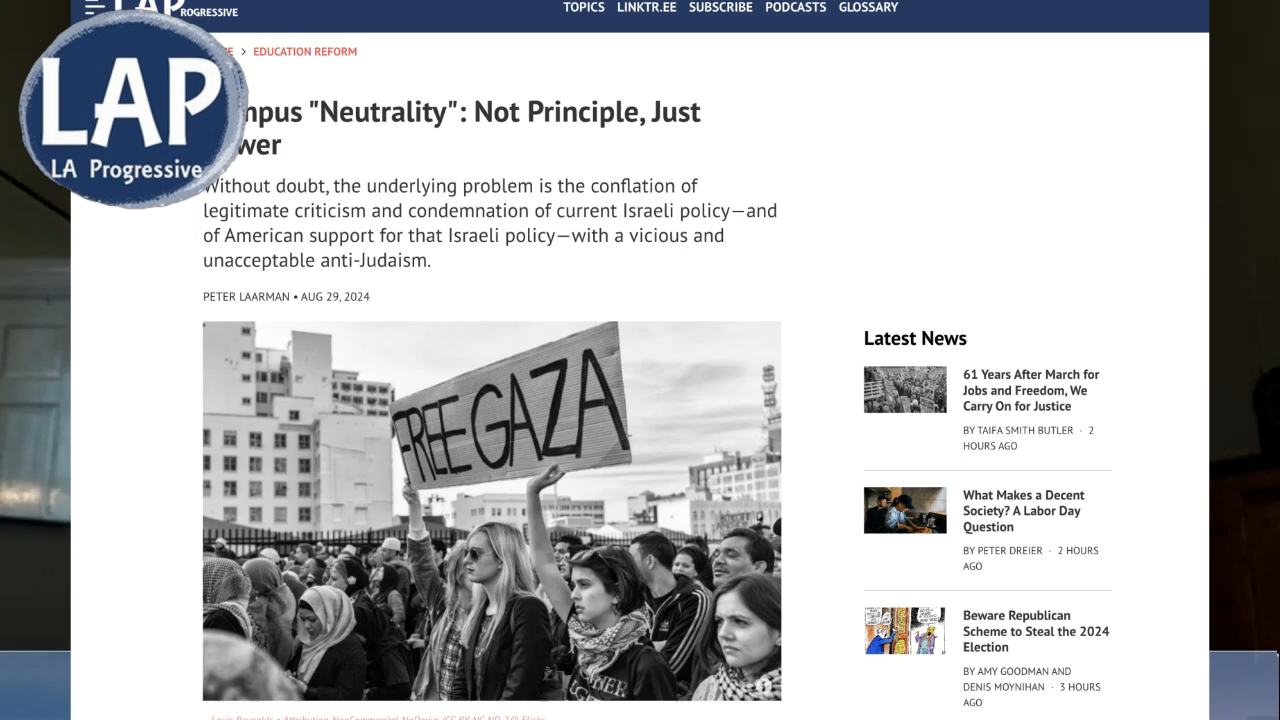 LAP
PROGRESSIVE
TOPICS LINKTR.EE SUBSCRIBE PODCASTS GLOSSARY
> EDUCATION REFORM
LAP
LA Progressive
"Neutrality": Not Principle, Just
Without doubt, the underlying problem is the conflation of
legitimate criticism and condemnation of current Israeli policy—and
of American support for that Israeli policy—with a vicious and
unacceptable anti-Judaism.
PETER LAARMAN • AUG 29, 2024
FREE GAZA
Latest News
61 Years After March for
Jobs and Freedom, We
Carry On for Justice
BY TAIFA SMITH BUTLER · 2
HOURS AGO
What Makes a Decent
Society? A Labor Day
Question
BY PETER DREIER · 2 HOURS
AGO
Beware Republican
Scheme to Steal the 2024
Election
BY AMY GOODMAN AND
DENIS MOYNIHAN · 3 HOURS
AGO